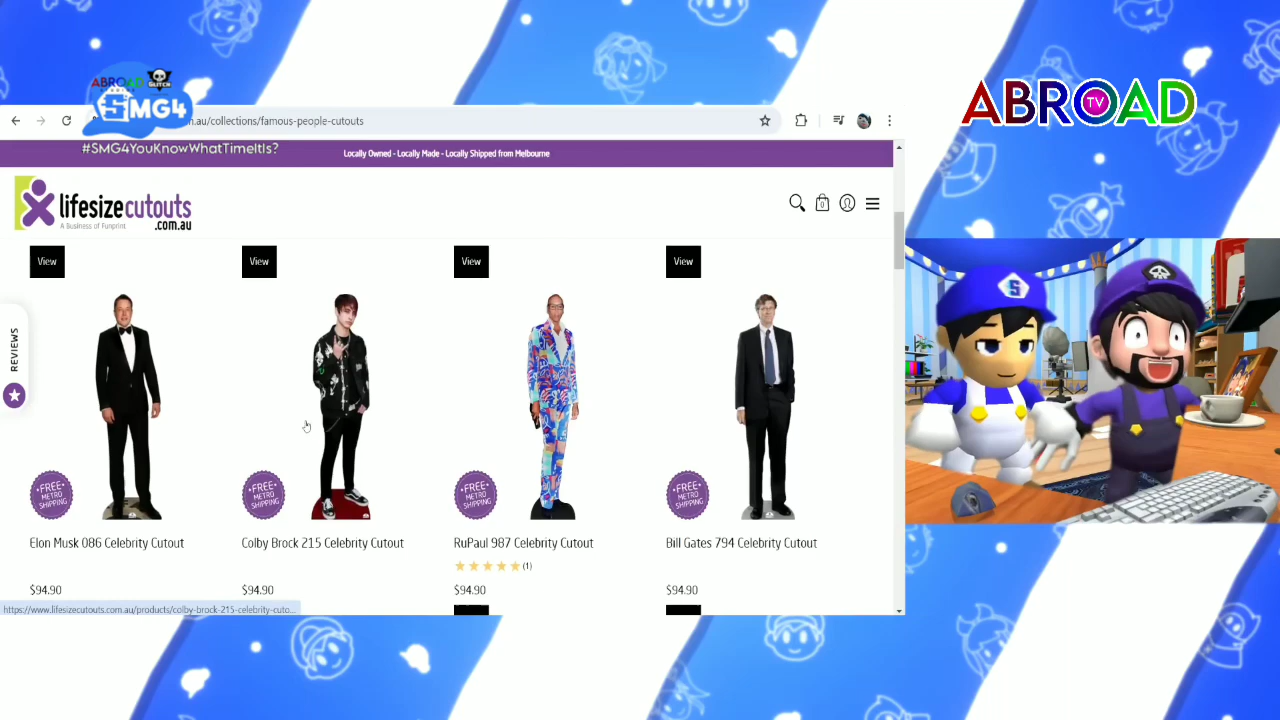 ABROAD
GLITCH
SMG4
#SMG4YouKnowWhatTimeItIs?
ABROAD
TV
.au/collections/famous-people-cutouts
Locally Owned - Locally Made - Locally Shipped from Melbourne
lifesizecutouts
A Business of Funprint
.com.au
0
View
View
View
View
REVIEWS
•FREE•
METRO
SHIPPING
•FREE•
METRO
SHIPPING
•FREE•
METRO
SHIPPING
•FREE•
METRO
SHIPPING
Elon Musk 086 Celebrity Cutout
Colby Brock 215 Celebrity Cutout
RuPaul 987 Celebrity Cutout
Bill Gates 794 Celebrity Cutout
(1)
$94.90
$94.90
$94.90
$94.90
https://www.lifesizecutouts.com.au/products/colby-brock-215-celebrity-cuto...
S